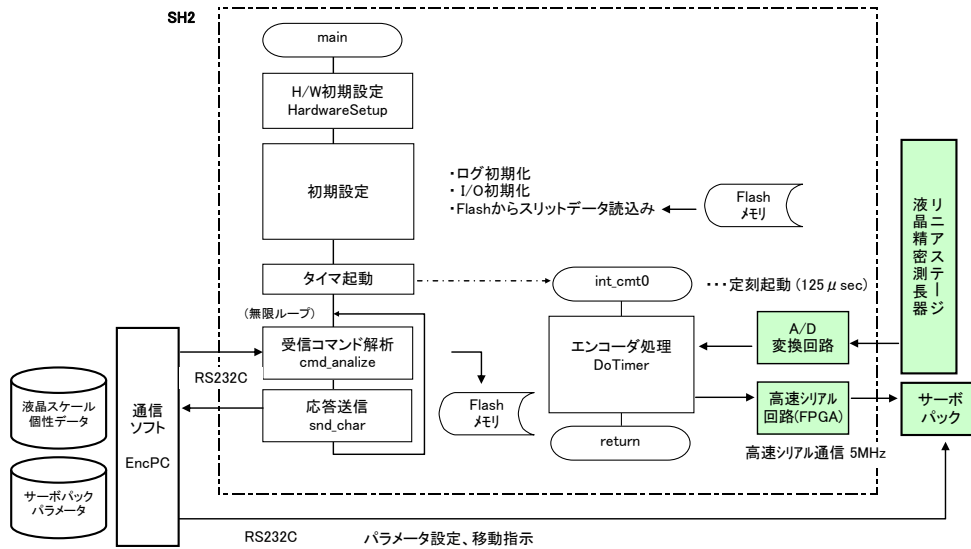 SH2
main
H/W初期設定
HardwareSetup
初期設定
・ログ初期化
・I/O初期化
・Flashからスリットデータ読込み
Flash
メモリ
タイマ起動
int_cmt0
・・・定刻起動 (125μsec)
(無限ループ)
受信コマンド解析
cmd_analize
応答送信
snd_char
Flash
メモリ
エンコーダ処理
DoTimer
return
A/D
変換回路
高速シリアル
回路(FPGA)
高速シリアル通信 5MHz
リニアステージ
液晶精密測長器
サーボ
パック
RS232C
液晶スケール
個性データ
サーボパック
パラメータ
通信
ソフト
EncPC
RS232C
パラメータ設定、移動指示